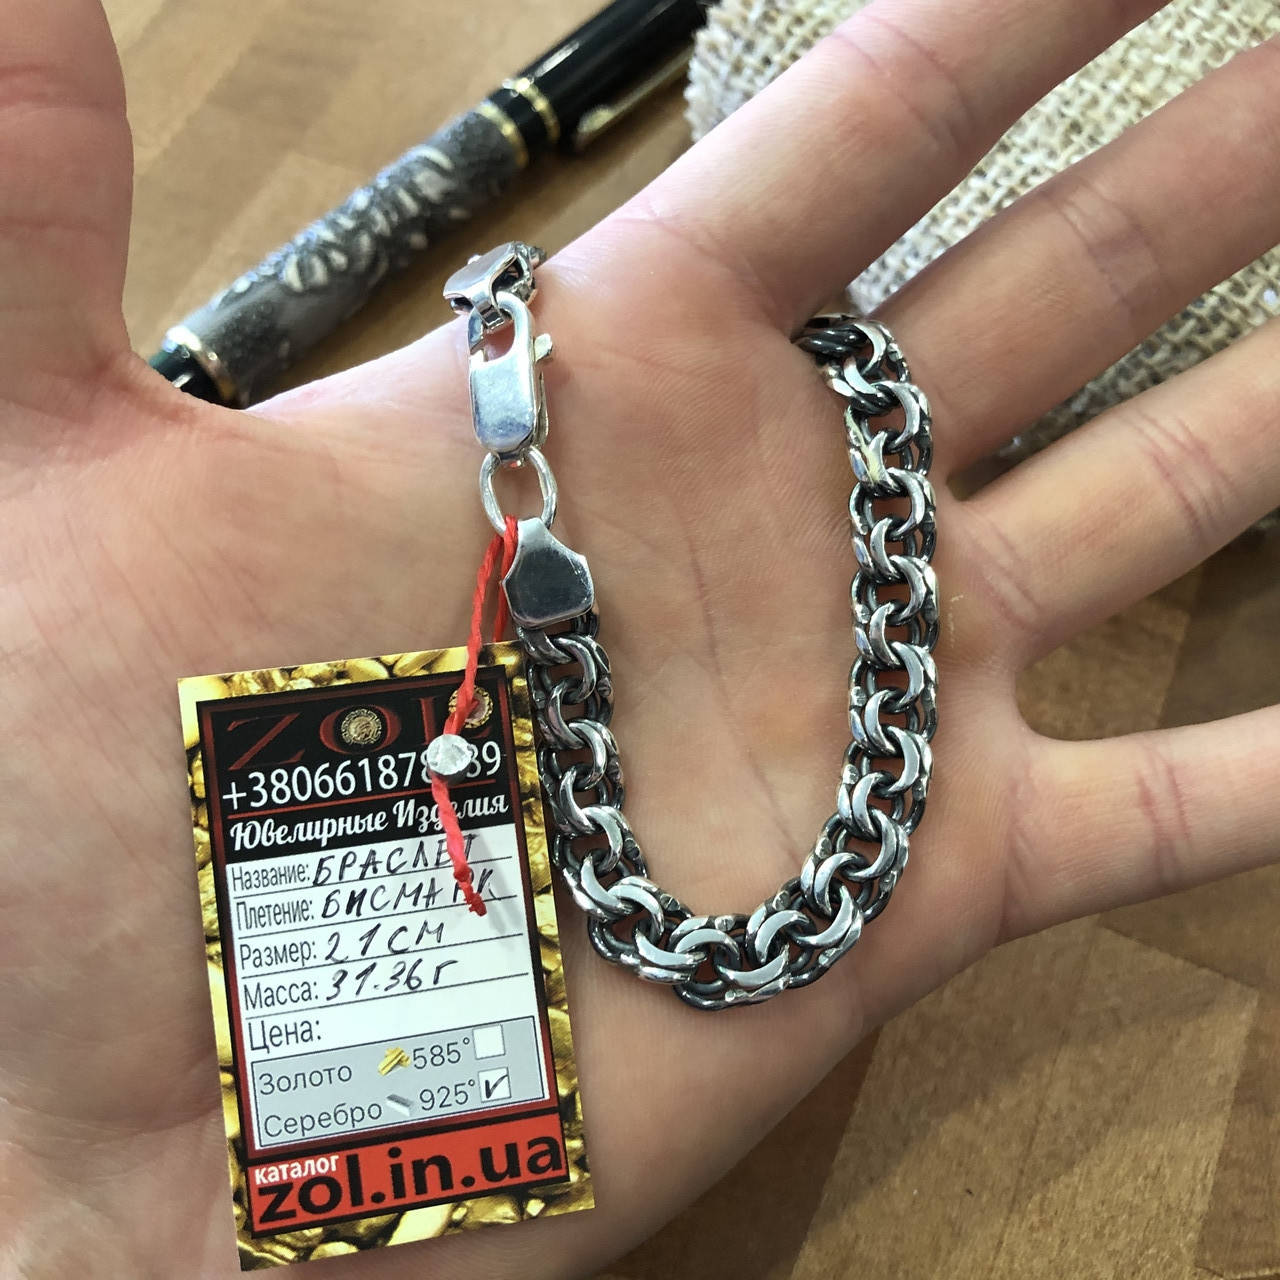 ZOL
Ювелирные Изделия
Название: БРАСЛЕТ
Плетение: БИСМАРК
Размер: 21 СМ
Масса: 31.36 г
Цена:
Золото 585°
Серебро 925° ✓
каталог
zol.in.ua